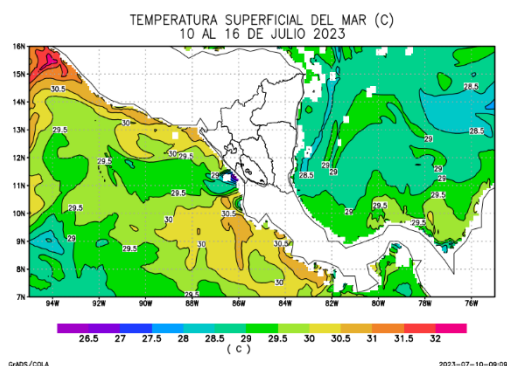 TEMPERATURA SUPERFICIAL DEL MAR (C)
10 AL 16 DE JULIO 2023
16N
15N
14N
13N
12N
11N
10N
9N
8N
7N
30.5
30
29.5
30
29.5
29.5
29.5
29
30.5
30
30
30.5
29.5
29
29.5
29.5
28.5
28.5
29
29
29
28.5
29
29.5
29.5
29
29
94W 92W 90W 88W 86W 84W 82W 80W 78W 76W
26.5 27 27.5 28 28.5 29 29.5 30 30.5 31 31.5 32
( C )
GrADS/COLA 2023-07-10-09:09